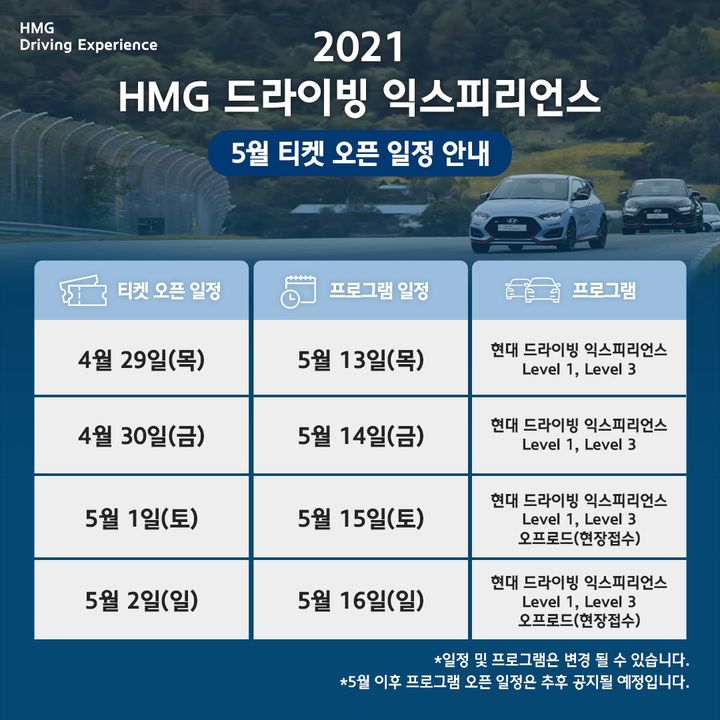 HMG
Driving Experience
2021
HMG 드라이빙 익스피리언스
5월 티켓 오픈 일정 안내
티켓 오픈 일정
프로그램 일정
프로그램
4월 29일(목)
5월 13일(목)
현대 드라이빙 익스피리언스
Level 1, Level 3
4월 30일(금)
5월 14일(금)
현대 드라이빙 익스피리언스
Level 1, Level 3
5월 1일(토)
5월 15일(토)
현대 드라이빙 익스피리언스
Level 1, Level 3
오프로드(현장접수)
5월 2일(일)
5월 16일(일)
현대 드라이빙 익스피리언스
Level 1, Level 3
오프로드(현장접수)
*일정 및 프로그램은 변경 될 수 있습니다.
*5월 이후 프로그램 오픈 일정은 추후 공지될 예정입니다.